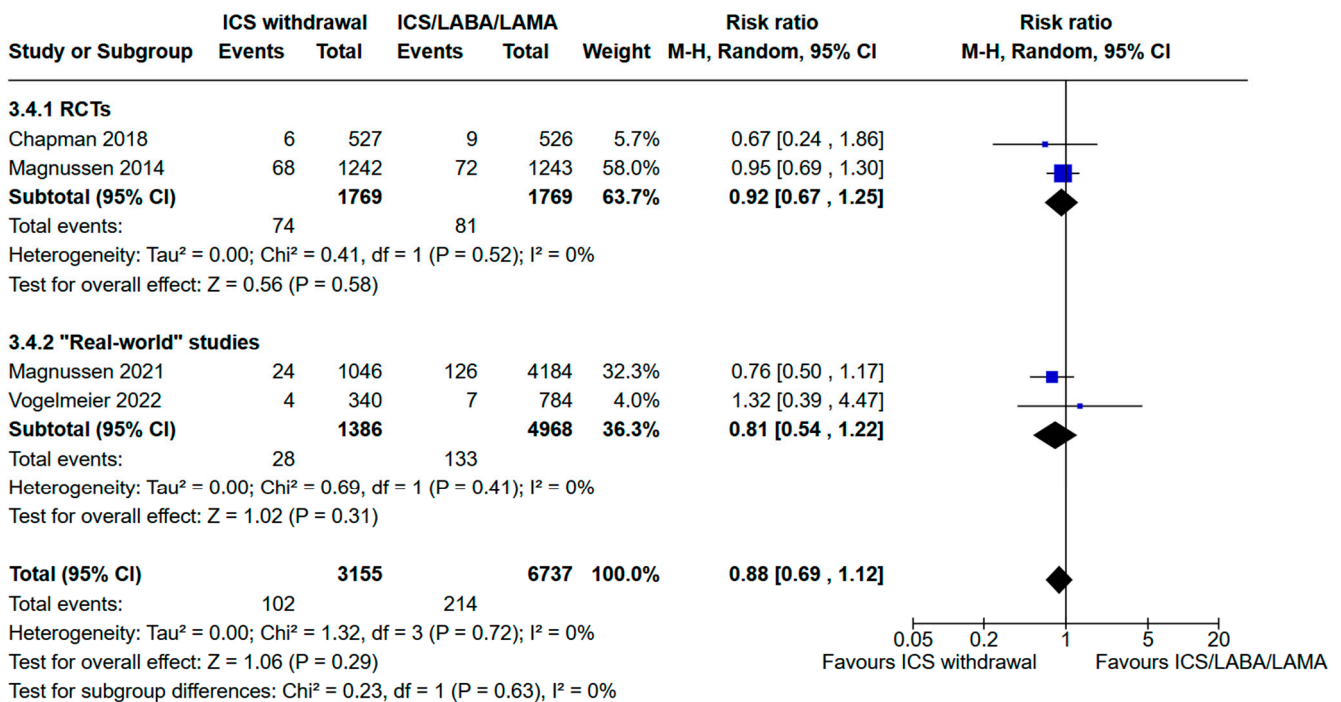 ICS withdrawal ICS/LABA/LAMA Risk ratio Risk ratio
Study or Subgroup Events Total Events Total Weight M-H, Random, 95% CI M-H, Random, 95% CI
3.4.1 RCTs
Chapman 2018 6 527 9 526 5.7% 0.67 [0.24 , 1.86]
Magnussen 2014 68 1242 72 1243 58.0% 0.95 [0.69 , 1.30]
Subtotal (95% CI) 1769 1769 63.7% 0.92 [0.67 , 1.25]
Total events: 74 81
Heterogeneity: Tau² = 0.00; Chi² = 0.41, df = 1 (P = 0.52); I² = 0%
Test for overall effect: Z = 0.56 (P = 0.58)
3.4.2 "Real-world" studies
Magnussen 2021 24 1046 126 4184 32.3% 0.76 [0.50 , 1.17]
Vogelmeier 2022 4 340 7 784 4.0% 1.32 [0.39 , 4.47]
Subtotal (95% CI) 1386 4968 36.3% 0.81 [0.54 , 1.22]
Total events: 28 133
Heterogeneity: Tau² = 0.00; Chi² = 0.69, df = 1 (P = 0.41); I² = 0%
Test for overall effect: Z = 1.02 (P = 0.31)
Total (95% CI) 3155 6737 100.0% 0.88 [0.69 , 1.12]
Total events: 102 214
Heterogeneity: Tau² = 0.00; Chi² = 1.32, df = 3 (P = 0.72); I² = 0%
0.05 0.2 1 5 20
Test for overall effect: Z = 1.06 (P = 0.29)
Favours ICS withdrawal Favours ICS/LABA/LAMA
Test for subgroup differences: Chi² = 0.23, df = 1 (P = 0.63), I² = 0%